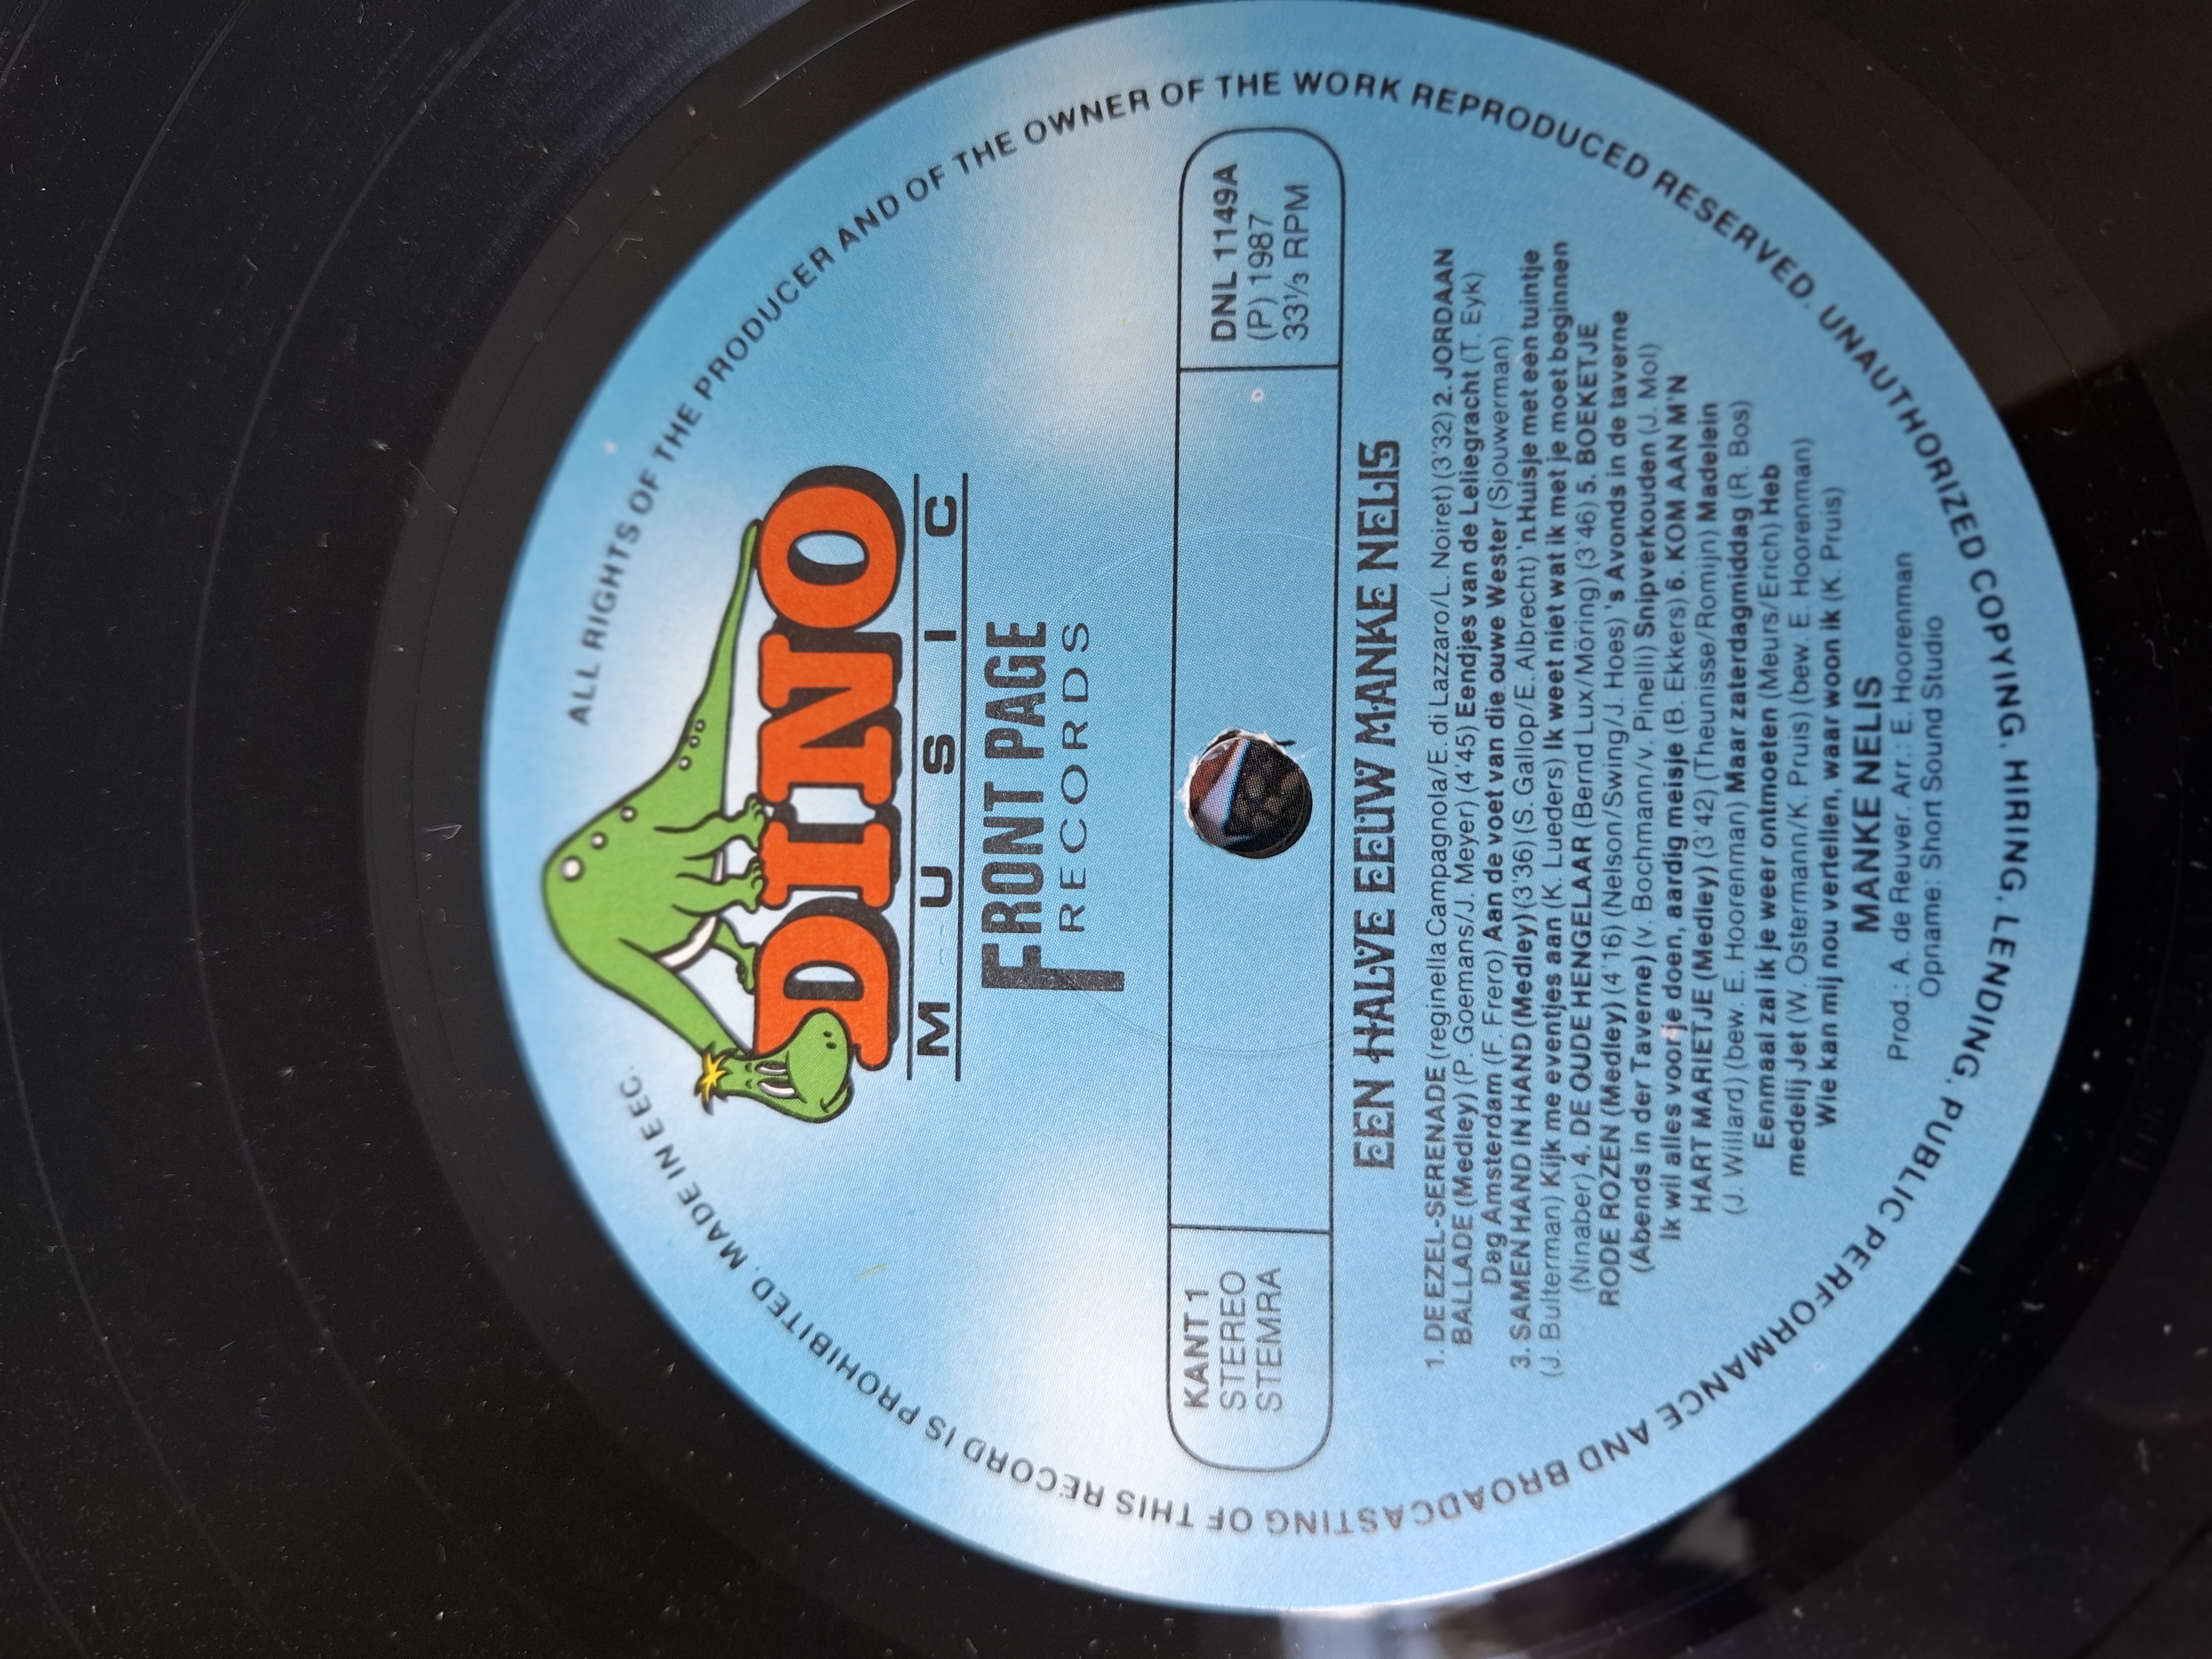 ALL RIGHTS OF THE PRODUCER AND OF THE OWNER OF THE WORK REPRODUCED RESERVED. UNAUTHORIZED COPYING, HIRING, LENDING, PUBLIC PERFORMANCE AND BROADCASTING OF THIS RECORD IS PROHIBITED. MADE IN EEC.
DINO
MUSIC
FRONT PAGE
RECORDS
KANT 1
STEREO
STEMRA
DNL 1149A
(P) 1987
33⅓ RPM
EEN HALVE EEUW MANKE NELIS
1. DE EZEL-SERENADE (reginella Campagnola/E. di Lazzaro/L. Noiret) (3'32) 2. JORDAAN
BALLADE (Medley) (P. Goemans/J. Meyer) (4'45) Eendjes van de Leliegracht (T. Eyk)
Dag Amsterdam (F. Frero) Aan de voet van die ouwe Wester (Sjouwerman)
3. SAMEN HAND IN HAND (Medley) (3'36) (S. Gallop/E. Albrecht) 'n Huisje met een tuintje
(J. Bulterman) Kijk me eventjes aan (K. Lueders) Ik weet niet wat ik met je moet beginnen
(Ninaber) 4. DE OUDE HENGELAAR (Bernd Lux/Möring) (3'46) 5. BOEKETJE
RODE ROZEN (Medley) (4'16) (Nelson/Swing/J. Hoes) 's Avonds in de taverne
(Abends in der Taverne) (v. Bochmann/v. Pinelli) Snipverkouden (J. Mol)
Ik wil alles voor je doen, aardig meisje (B. Ekkers) 6. KOM AAN M'N
HART MARIETJE (Medley) (3'42) (Theunisse/Romijn) Madelein
(J. Willard) (bew. E. Hoorenman) Maar zaterdagmiddag (R. Bos)
Eenmaal zal ik je weer ontmoeten (Meurs/Erich) Heb
medelij Jet (W. Ostermann/K. Pruis) (bew. E. Hoorenman)
Wie kan mij nou vertellen, waar woon ik (K. Pruis)
MANKE NELIS
Prod.: A. de Reuver. Arr.: E. Hoorenman
Opname: Short Sound Studio